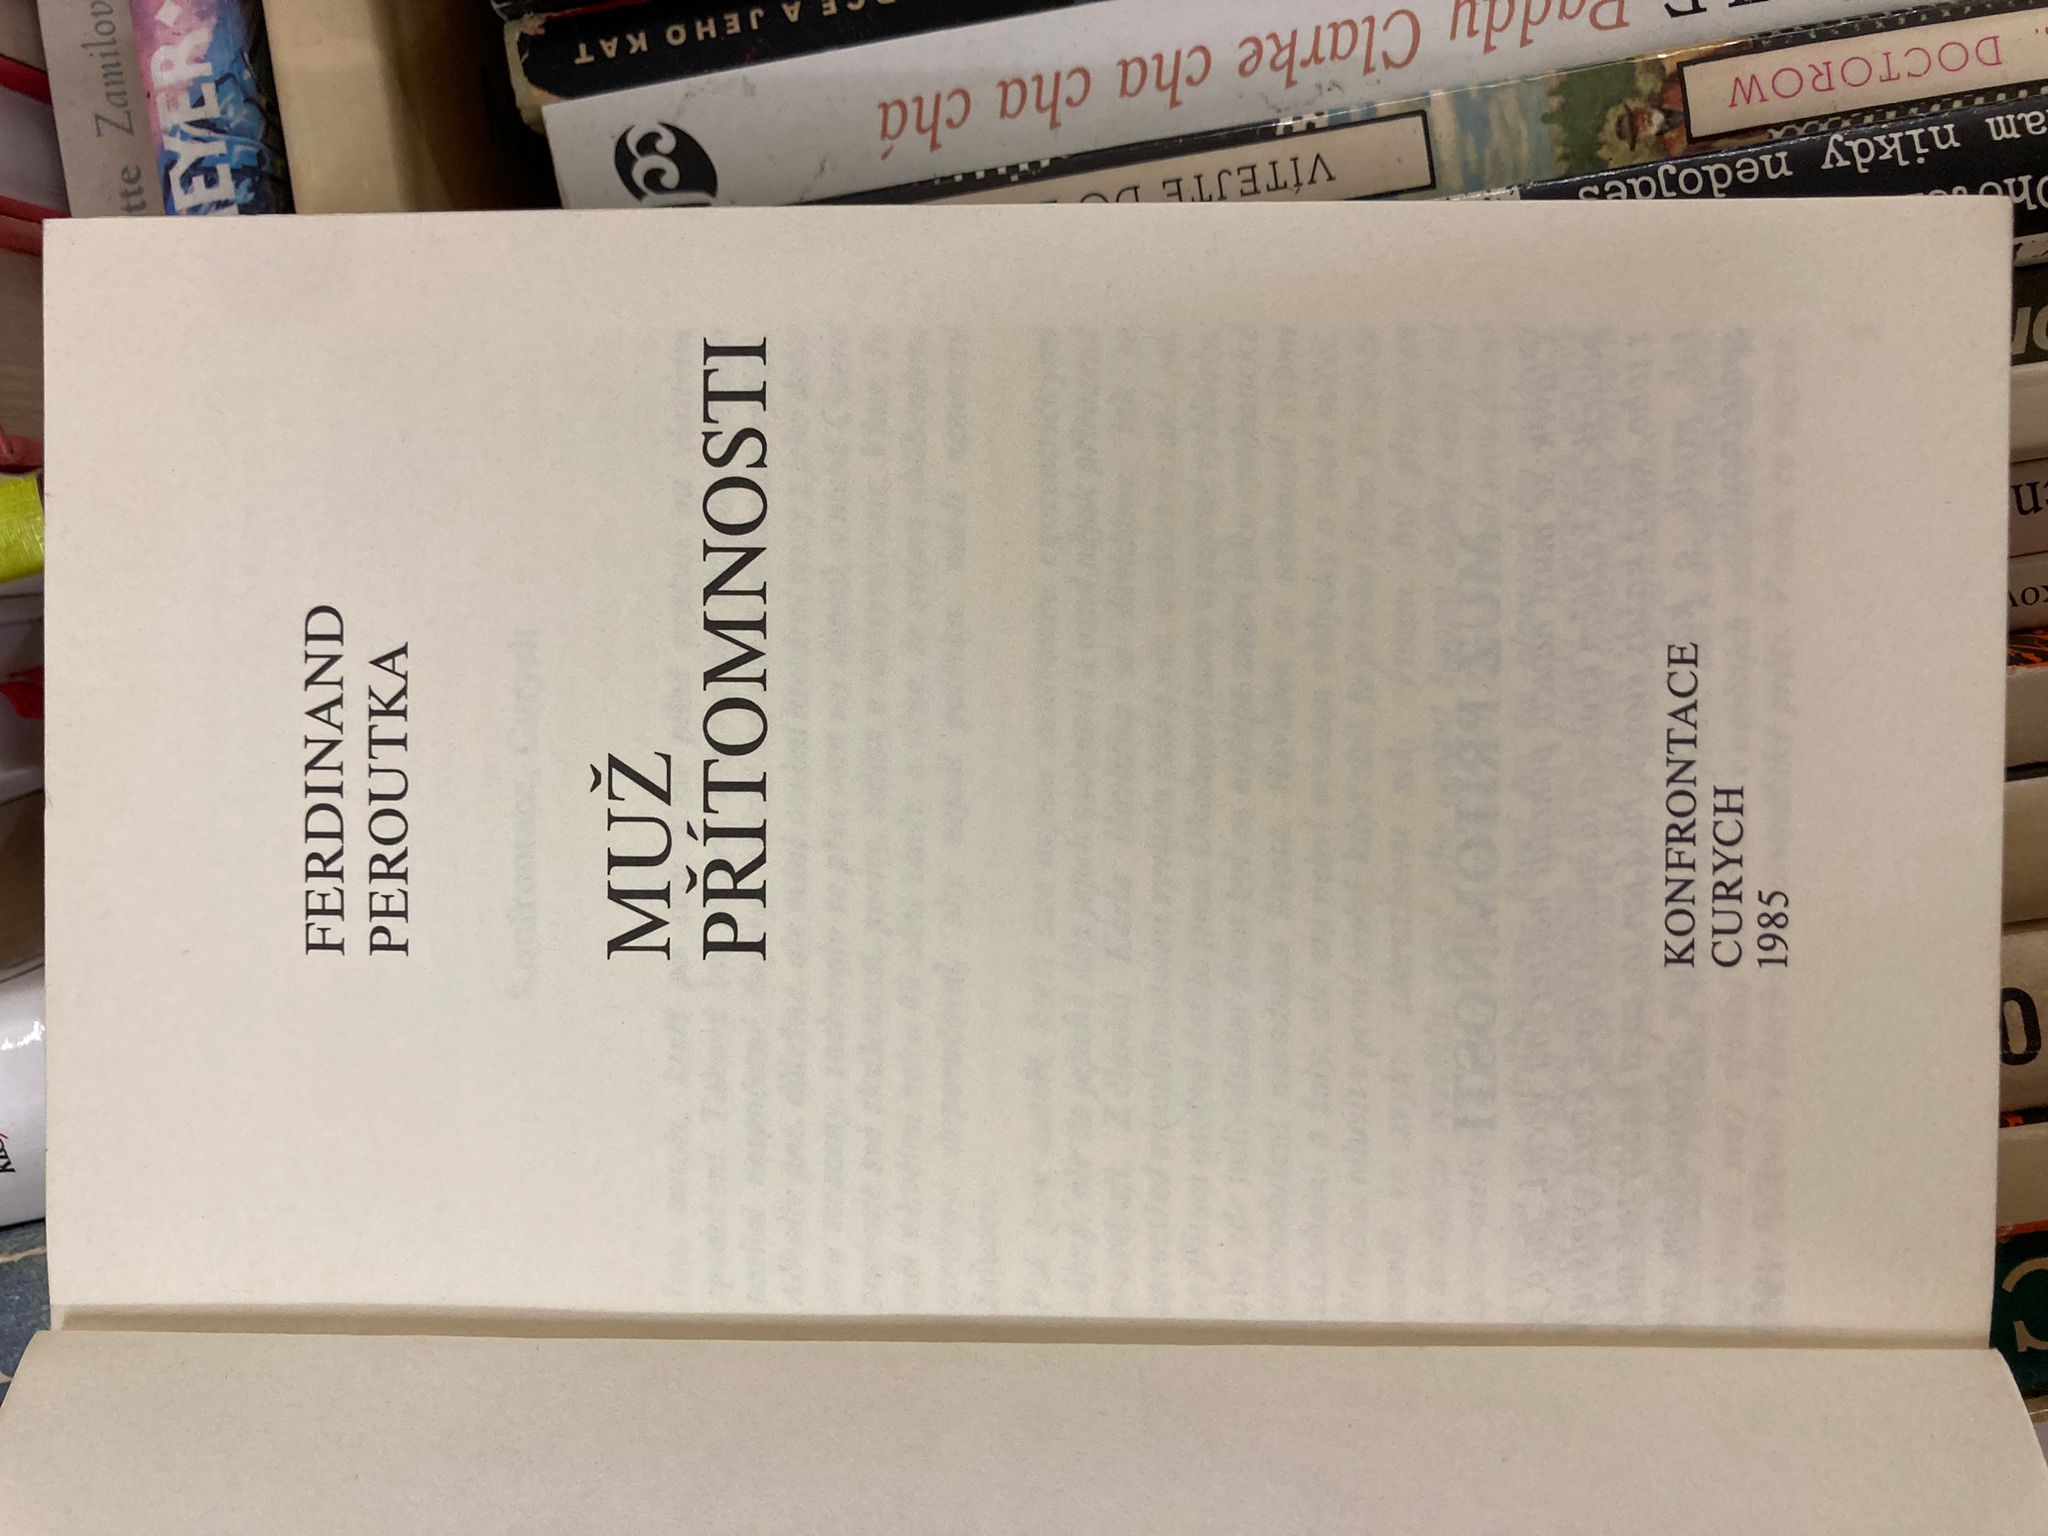 FERDINAND
PEROUTKA
MUŽ
PŘÍTOMNOSTI
KONFRONTACE
CURYCH
1985
A JEHO KAT
Paddy Clarke cha cha chá
VÍTEJTE DO
DOCTOROW
nikdy nedojdeš
Zamilov